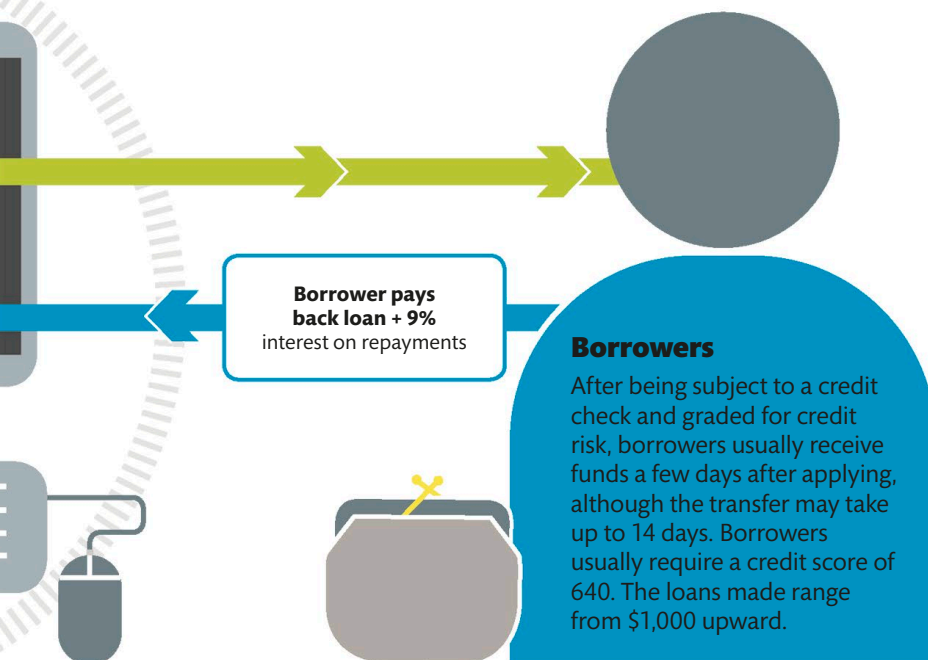 Borrower pays
back loan + 9%
interest on repayments
Borrowers
After being subject to a credit
check and graded for credit
risk, borrowers usually receive
funds a few days after applying,
although the transfer may take
up to 14 days. Borrowers
usually require a credit score of
640. The loans made range
from $1,000 upward.